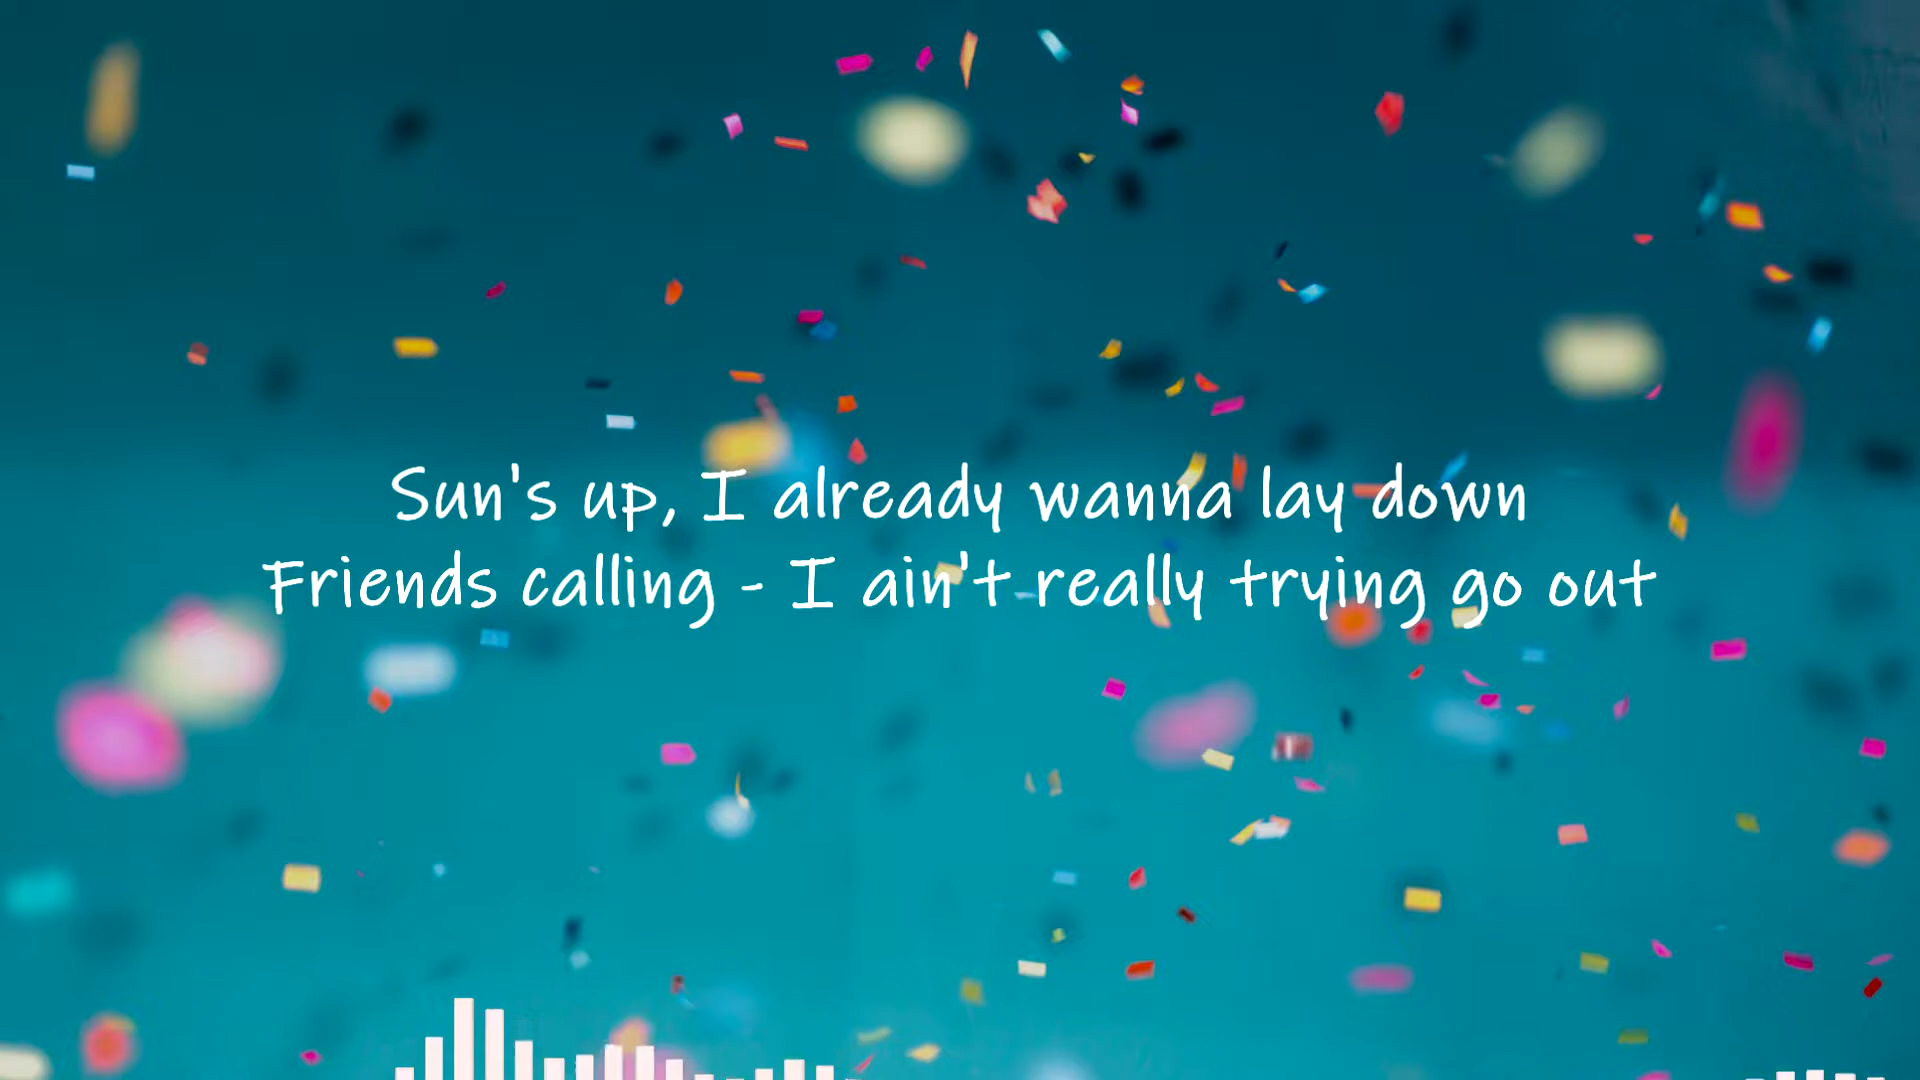 Sun's up, I already wanna lay down
Friends calling - I ain't really trying go out